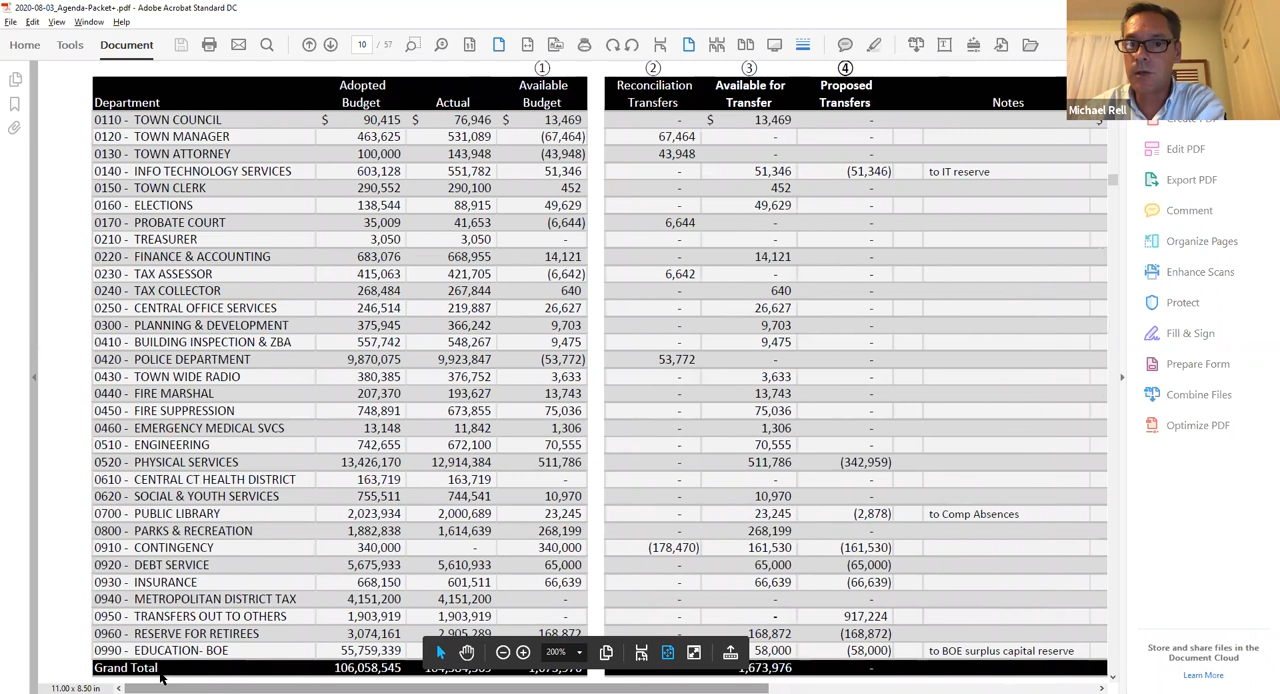 2020-08-03_Agenda-Packet+.pdf - Adobe Acrobat Standard DC
File Edit View Window Help
Home Tools Document 10 / 57
① ② ③ ④
Department Adopted Budget Actual Available Budget Reconciliation Transfers Available for Transfer Proposed Transfers Notes
0110 - TOWN COUNCIL $ 90,415 $ 76,946 $ 13,469 - $ 13,469 -
0120 - TOWN MANAGER 463,625 531,089 (67,464) 67,464 - -
0130 - TOWN ATTORNEY 100,000 143,948 (43,948) 43,948 - -
0140 - INFO TECHNOLOGY SERVICES 603,128 551,782 51,346 - 51,346 (51,346) to IT reserve
0150 - TOWN CLERK 290,552 290,100 452 - 452 -
0160 - ELECTIONS 138,544 88,915 49,629 - 49,629 -
0170 - PROBATE COURT 35,009 41,653 (6,644) 6,644 - -
0210 - TREASURER 3,050 3,050 - - - -
0220 - FINANCE & ACCOUNTING 683,076 668,955 14,121 - 14,121 -
0230 - TAX ASSESSOR 415,063 421,705 (6,642) 6,642 - -
0240 - TAX COLLECTOR 268,484 267,844 640 - 640 -
0250 - CENTRAL OFFICE SERVICES 246,514 219,887 26,627 - 26,627 -
0300 - PLANNING & DEVELOPMENT 375,945 366,242 9,703 - 9,703 -
0410 - BUILDING INSPECTION & ZBA 557,742 548,267 9,475 - 9,475 -
0420 - POLICE DEPARTMENT 9,870,075 9,923,847 (53,772) 53,772 - -
0430 - TOWN WIDE RADIO 380,385 376,752 3,633 - 3,633 -
0440 - FIRE MARSHAL 207,370 193,627 13,743 - 13,743 -
0450 - FIRE SUPPRESSION 748,891 673,855 75,036 - 75,036 -
0460 - EMERGENCY MEDICAL SVCS 13,148 11,842 1,306 - 1,306 -
0510 - ENGINEERING 742,655 672,100 70,555 - 70,555 -
0520 - PHYSICAL SERVICES 13,426,170 12,914,384 511,786 - 511,786 (342,959)
0610 - CENTRAL CT HEALTH DISTRICT 163,719 163,719 - - - -
0620 - SOCIAL & YOUTH SERVICES 755,511 744,541 10,970 - 10,970 -
0700 - PUBLIC LIBRARY 2,023,934 2,000,689 23,245 - 23,245 (2,878) to Comp Absences
0800 - PARKS & RECREATION 1,882,838 1,614,639 268,199 - 268,199 -
0910 - CONTINGENCY 340,000 - 340,000 (178,470) 161,530 (161,530)
0920 - DEBT SERVICE 5,675,933 5,610,933 65,000 - 65,000 (65,000)
0930 - INSURANCE 668,150 601,511 66,639 - 66,639 (66,639)
0940 - METROPOLITAN DISTRICT TAX 4,151,200 4,151,200 - - - -
0950 - TRANSFERS OUT TO OTHERS 1,903,919 1,903,919 - - - 917,224
0960 - RESERVE FOR RETIREES 3,074,161 2,905,289 168,872 - 168,872 (168,872)
0990 - EDUCATION- BOE 55,759,339 58,000 (58,000) to BOE surplus capital reserve
Grand Total 106,058,545 1,673,976 -
200%
11.00 x 8.50 in
Michael Rell
Edit PDF
Export PDF
Comment
Organize Pages
Enhance Scans
Protect
Fill & Sign
Prepare Form
Combine Files
Optimize PDF
Store and share files in the
Document Cloud
Learn More